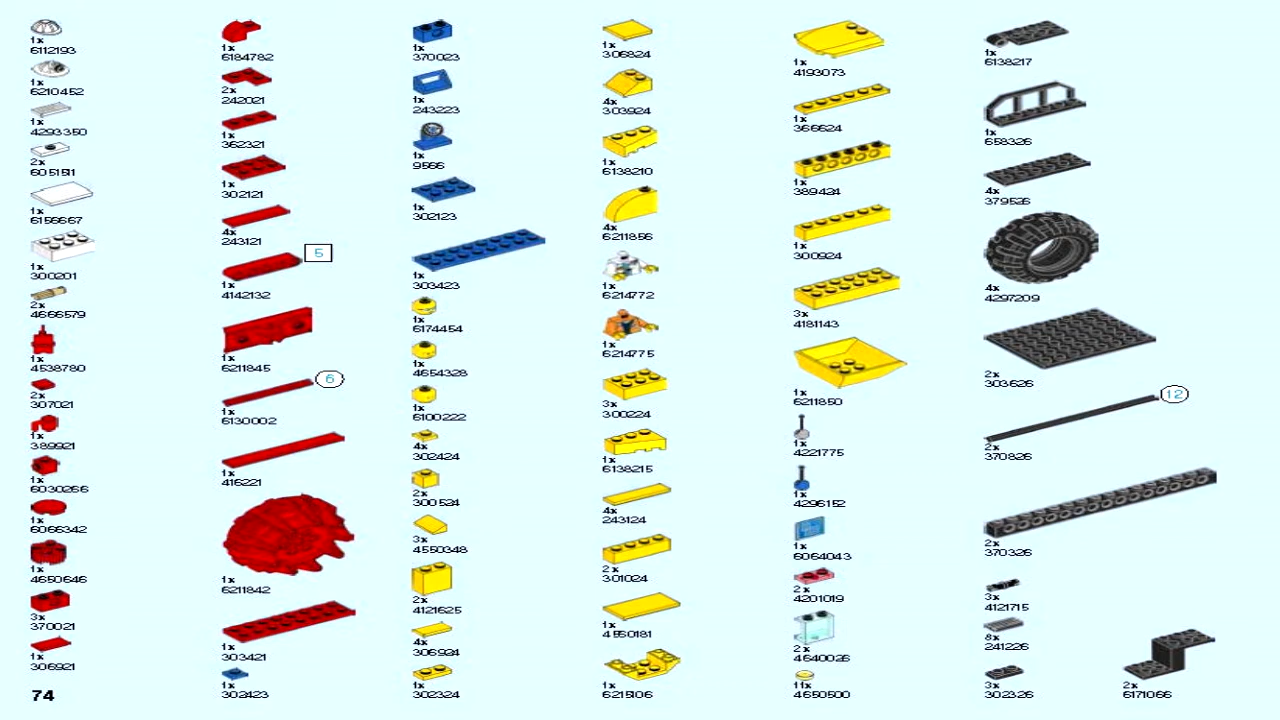 1x
6112193
1x
6210452
1x
4293350
2x
6051511
1x
6156667
1x
300201
2x
4666579
1x
4538780
2x
307021
1x
389921
1x
6030266
1x
6066342
1x
4650646
3x
370021
1x
306921
74
1x
6184782
2x
242021
1x
362321
1x
302121
4x
243121
5
1x
4142132
1x
6211845
6
1x
6130002
1x
416221
1x
6211842
1x
303421
1x
302423
1x
370023
1x
243223
1x
9566
1x
302123
1x
303423
1x
6174454
1x
4654328
1x
6100222
4x
302424
2x
300524
3x
4550348
2x
4121625
4x
306924
1x
302324
1x
306824
4x
303924
1x
6138210
4x
6211856
1x
6214772
1x
6214775
3x
300224
1x
6138215
4x
243124
2x
301024
1x
4560181
1x
6215106
1x
4193073
1x
366624
1x
389424
1x
300924
3x
4181143
1x
6211850
1x
4221775
1x
4296152
1x
6064043
2x
4201019
2x
4640026
11x
4650500
1x
6138217
1x
658326
4x
379526
4x
4297209
2x
303626
12
2x
370826
2x
370326
3x
4121715
8x
241226
3x
302326
2x
6171066